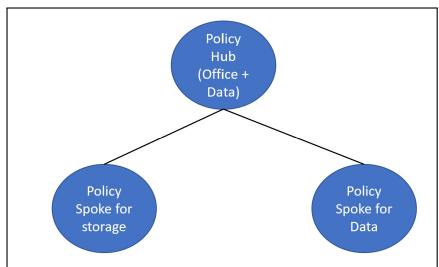 Policy
Hub
(Office +
Data)
Policy
Spoke for
storage
Policy
Spoke for
Data